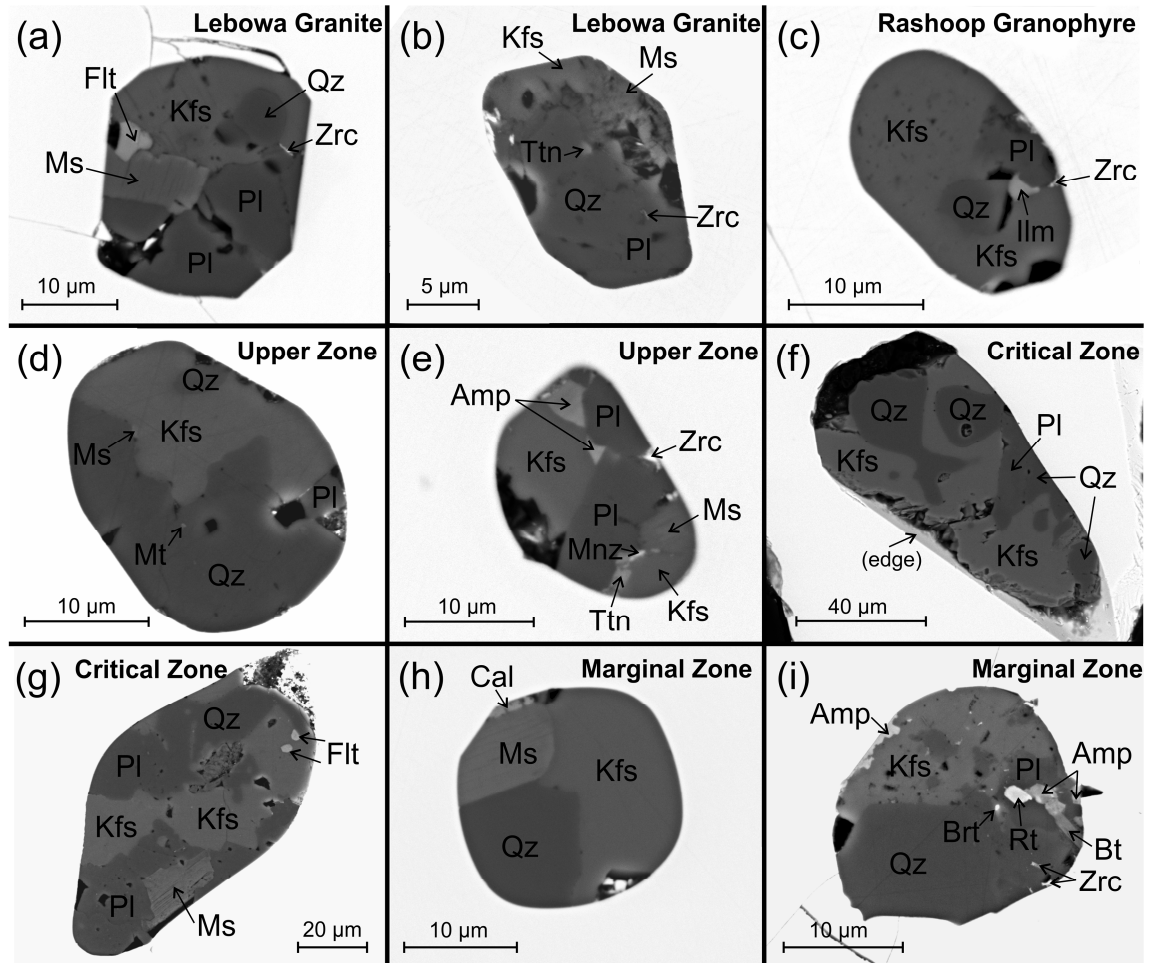 (a) Lebowa Granite
Flt
Kfs
Qz
Zrc
Ms
Pl
Pl
10 µm
(b) Lebowa Granite
Kfs
Ms
Ttn
Qz
Zrc
Pl
5 µm
(c) Rashoop Granophyre
Kfs
Pl
Zrc
Qz
Ilm
Kfs
10 µm
(d) Upper Zone
Qz
Kfs
Ms
Pl
Mt
Qz
10 µm
(e) Upper Zone
Amp
Pl
Zrc
Kfs
Pl
Ms
Mnz
Ttn
Kfs
10 µm
(f) Critical Zone
Qz
Qz
Pl
Kfs
Qz
Kfs
(edge)
40 µm
(g) Critical Zone
Qz
Flt
Pl
Kfs
Kfs
Pl
Ms
20 µm
(h) Marginal Zone
Cal
Ms
Kfs
Qz
10 µm
(i) Marginal Zone
Amp
Amp
Kfs
Pl
Brt
Rt
Bt
Qz
Zrc
10 µm